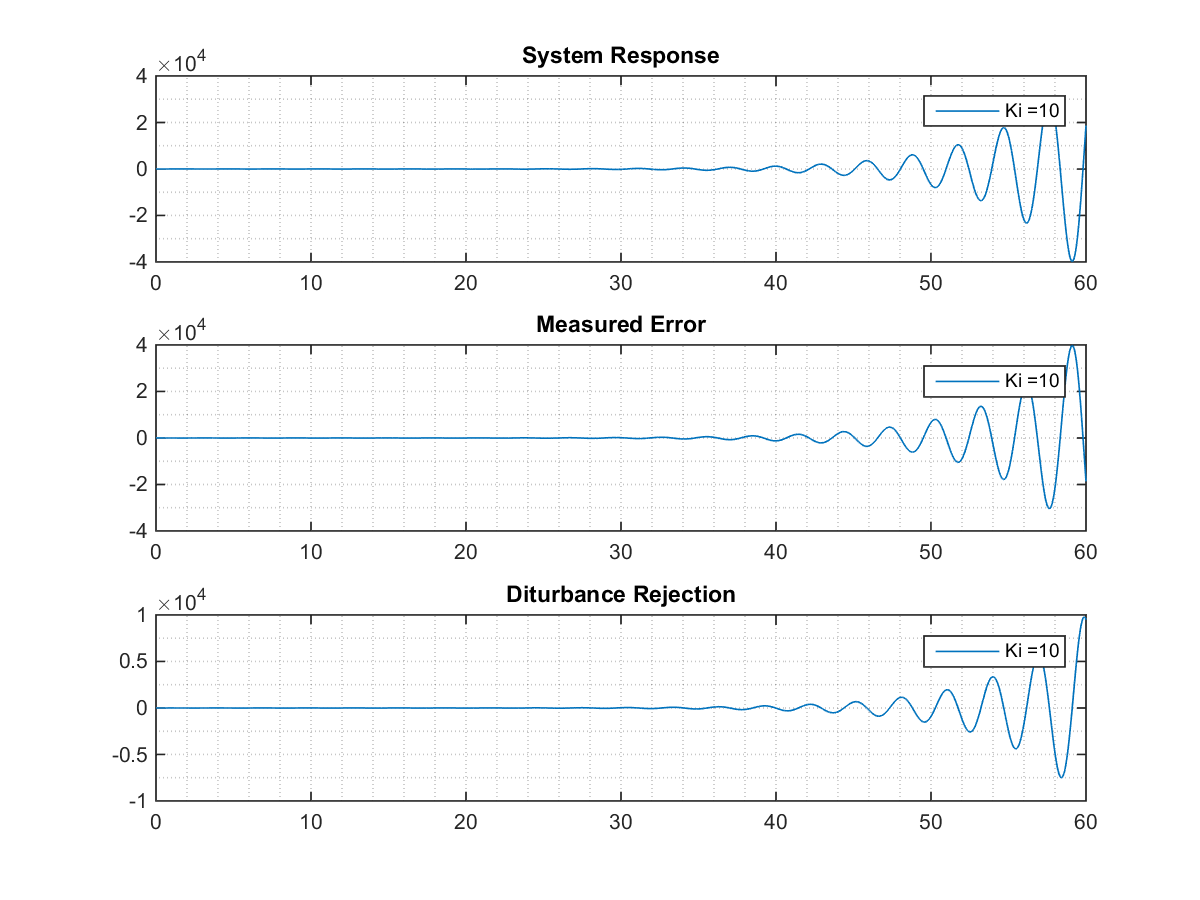 System Response
×10^4
4
2
0
-2
-4
Ki =10
0 10 20 30 40 50 60
Measured Error
×10^4
4
2
0
-2
-4
Ki =10
0 10 20 30 40 50 60
Diturbance Rejection
×10^4
1
0.5
0
-0.5
-1
Ki =10
0 10 20 30 40 50 60